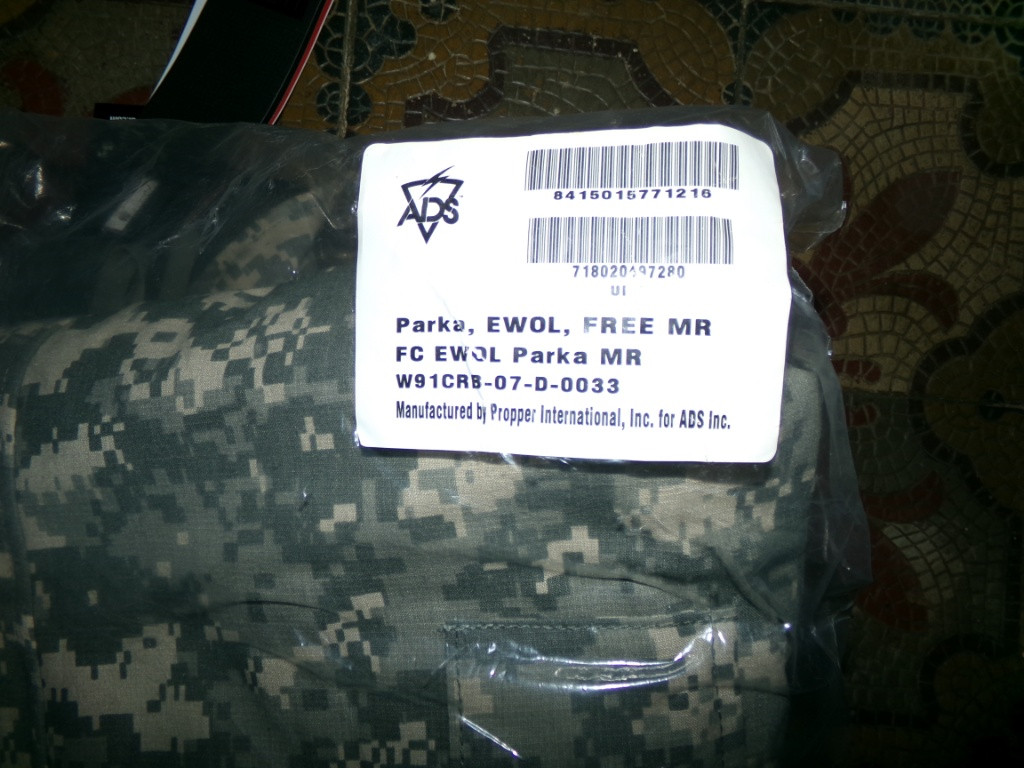 ADS
8415015771216
UI
Parka, EWOL, FREE MR
FC EWOL Parka MR
W91CRB-07-D-0033
Manufactured by Propper International, Inc. for ADS Inc.